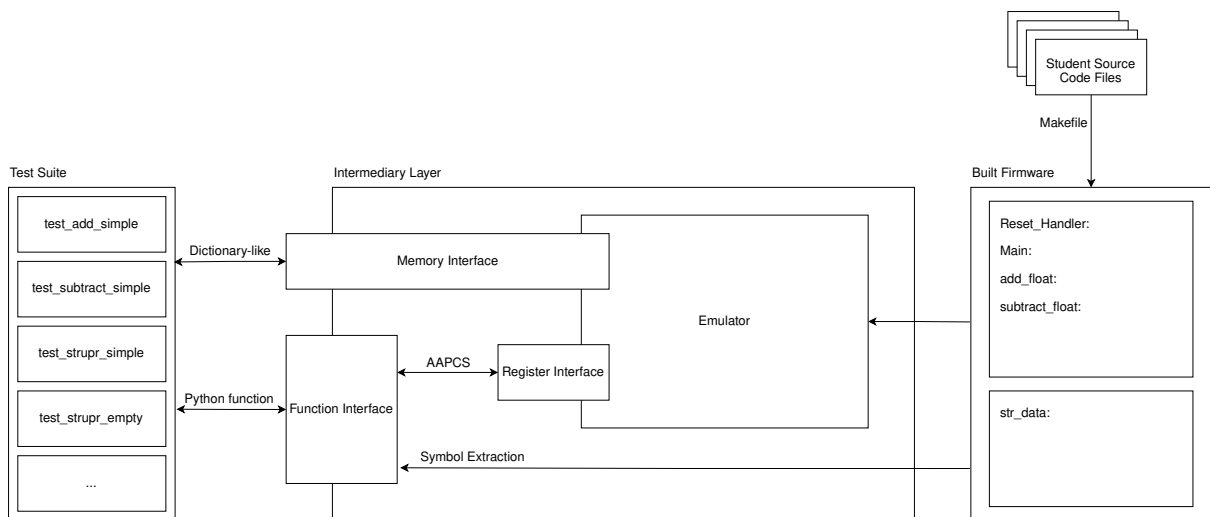 Student Source
Code Files
Makefile
Test Suite
Intermediary Layer
Built Firmware
test_add_simple
test_subtract_simple
test_strupr_simple
test_strupr_empty
...
Dictionary-like
Python function
Memory Interface
Function Interface
AAPCS
Register Interface
Emulator
Symbol Extraction
Reset_Handler:
Main:
add_float:
subtract_float:
str_data: